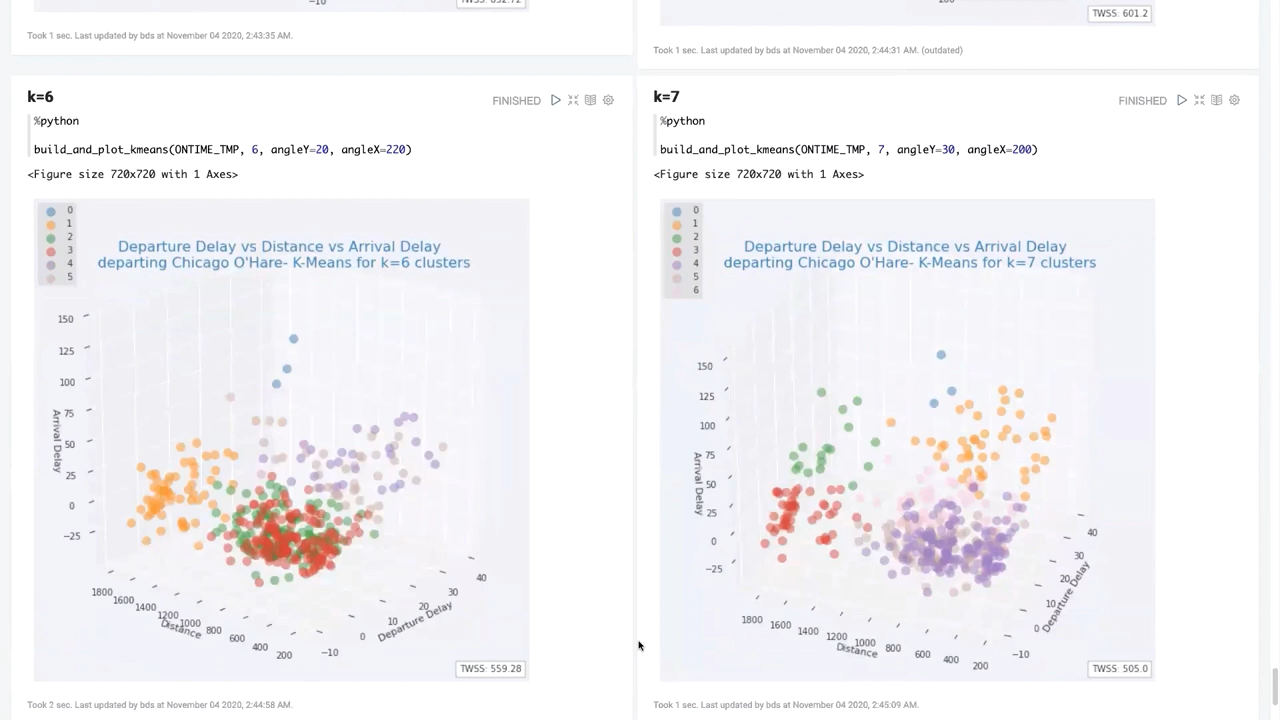 −10
TWSS: 601.2
Took 1 sec. Last updated by bds at November 04 2020, 2:43:35 AM.
Took 1 sec. Last updated by bds at November 04 2020, 2:44:31 AM. (outdated)
k=6
FINISHED
%python
build_and_plot_kmeans(ONTIME_TMP, 6, angleY=20, angleX=220)
<Figure size 720x720 with 1 Axes>
0
1
2
3
4
5
Departure Delay vs Distance vs Arrival Delay
departing Chicago O'Hare- K-Means for k=6 clusters
150
125
100
75
50
25
0
−25
Arrival Delay
1800
1600
1400
1200
1000
800
600
400
200
Distance
−10
0
10
20
30
40
Departure Delay
TWSS: 559.28
Took 2 sec. Last updated by bds at November 04 2020, 2:44:58 AM.
k=7
FINISHED
%python
build_and_plot_kmeans(ONTIME_TMP, 7, angleY=30, angleX=200)
<Figure size 720x720 with 1 Axes>
0
1
2
3
4
5
6
Departure Delay vs Distance vs Arrival Delay
departing Chicago O'Hare- K-Means for k=7 clusters
150
125
100
75
50
25
0
−25
Arrival Delay
1800
1600
1400
1200
1000
800
600
400
200
Distance
−10
0
10
20
30
40
Departure Delay
TWSS: 505.0
Took 1 sec. Last updated by bds at November 04 2020, 2:45:09 AM.